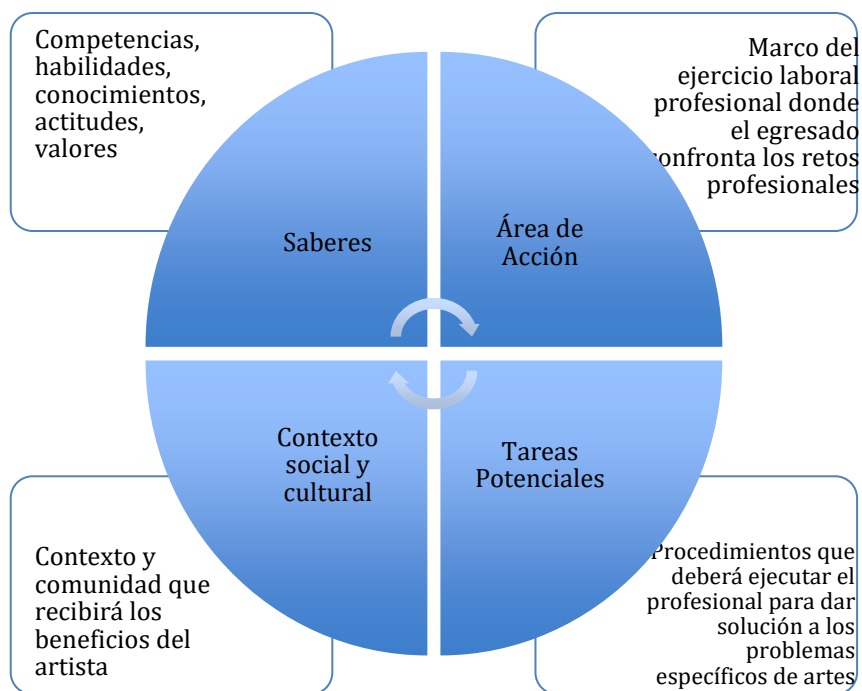 Competencias,
habilidades,
conocimientos,
actitudes,
valores
Marco del
ejercicio laboral
profesional donde
el egresado
confronta los retos
profesionales
Saberes
Área de
Acción
Contexto
social y
cultural
Tareas
Potenciales
Contexto y
comunidad que
recibirá los
beneficios del
artista
Procedimientos que
deberá ejecutar el
profesional para dar
solución a los
problemas
específicos de artes